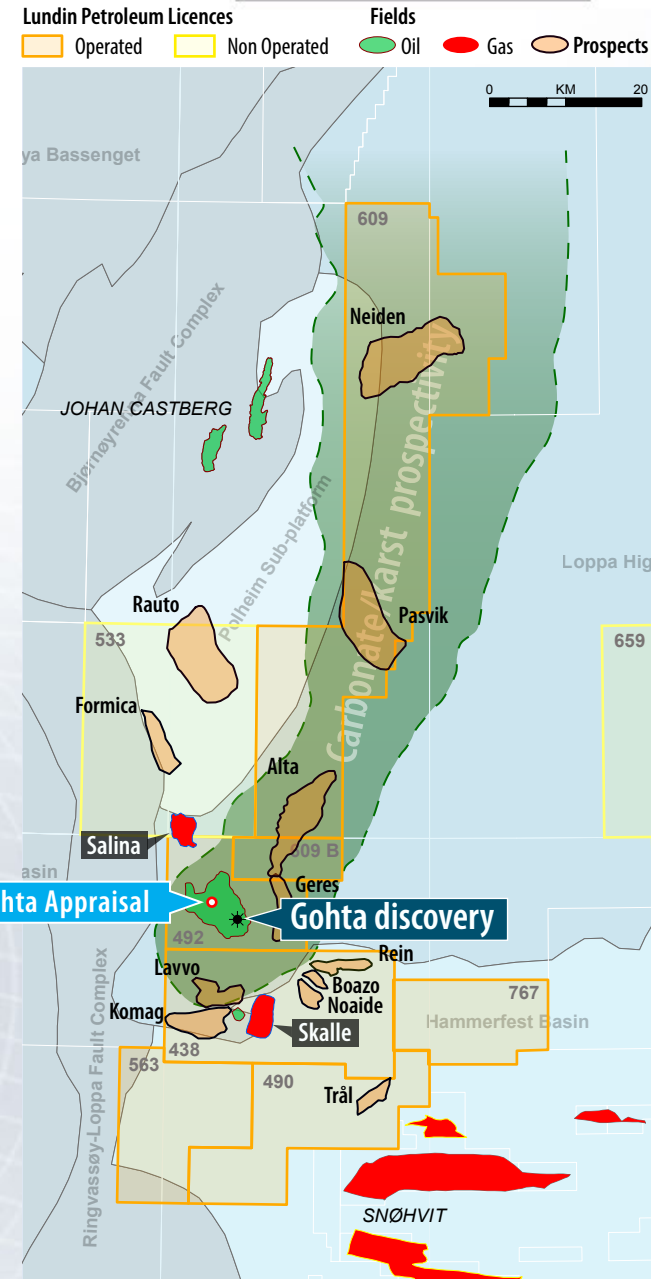 Lundin Petroleum Licences
Fields
Operated
Non Operated
Oil
Gas
Prospects
0 KM 20
ya Bassenget
609
Neiden
Bjørnøyrenna Fault Complex
JOHAN CASTBERG
Carbonate/karst prospectivity
Polheim Sub-platform
Loppa Hig
Rauto
Pasvik
533
659
Formica
Alta
Salina
609 B
asin
Geres
hta Appraisal
Gohta discovery
492
Rein
Lavvo
Boazo
Noaide
Komag
767
Skalle
Hammerfest Basin
438
563
490
Trål
Ringvassøy-Loppa Fault Complex
SNØHVIT